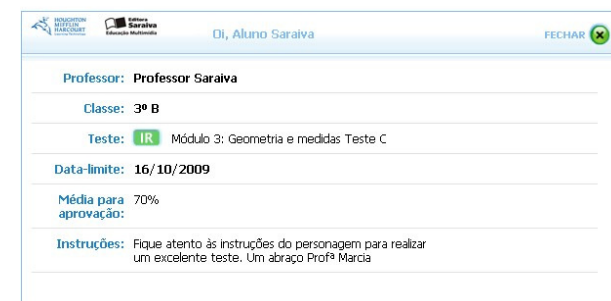 HOUGHTON
MIFFLIN
HARCOURT
Editora
Saraiva
Educação Multimídia
Oi, Aluno Saraiva
FECHAR
Professor: Professor Saraiva
Classe: 3º B
Teste: IR Módulo 3: Geometria e medidas Teste C
Data-limite: 16/10/2009
Média para 70%
aprovação:
Instruções: Fique atento às instruções do personagem para realizar
um excelente teste. Um abraço Profª Marcia